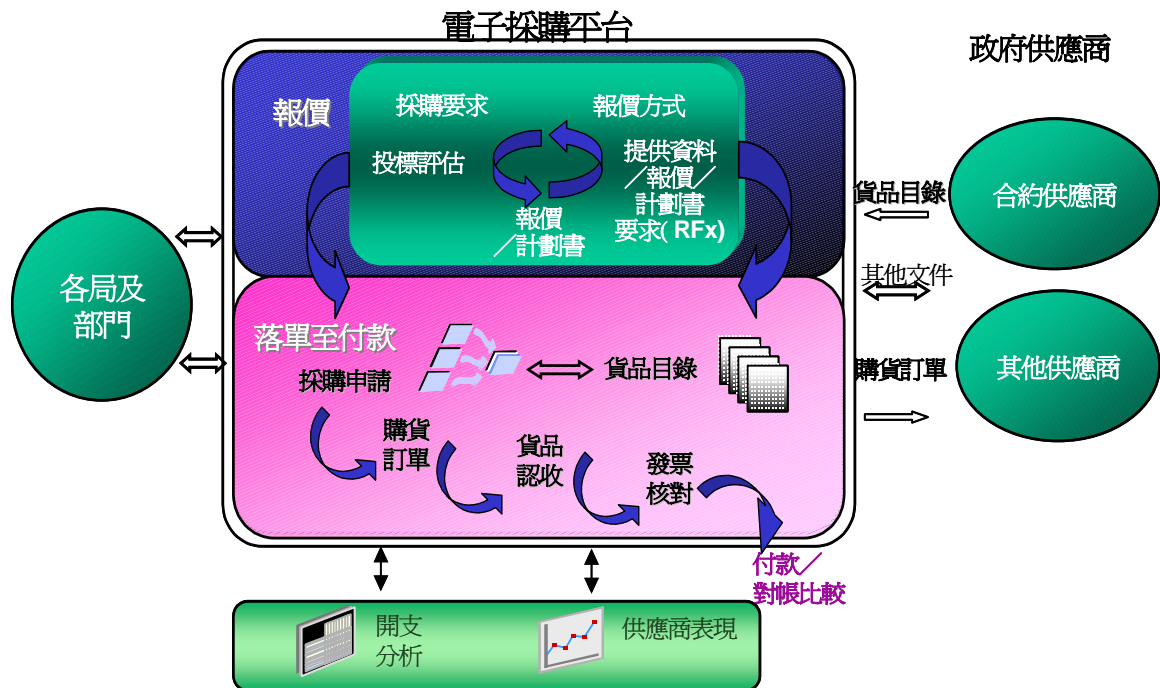 電子採購平台
政府供應商
報價
採購要求
報價方式
投標評估
提供資料
／報價／
計劃書
要求( RFx)
報價
／計劃書
各局及
部門
貨品目錄
合約供應商
其他文件
購貨訂單
其他供應商
落單至付款
採購申請
貨品目錄
購貨
訂單
貨品
認收
發票
核對
付款／
對帳比較
開支
分析
供應商表現